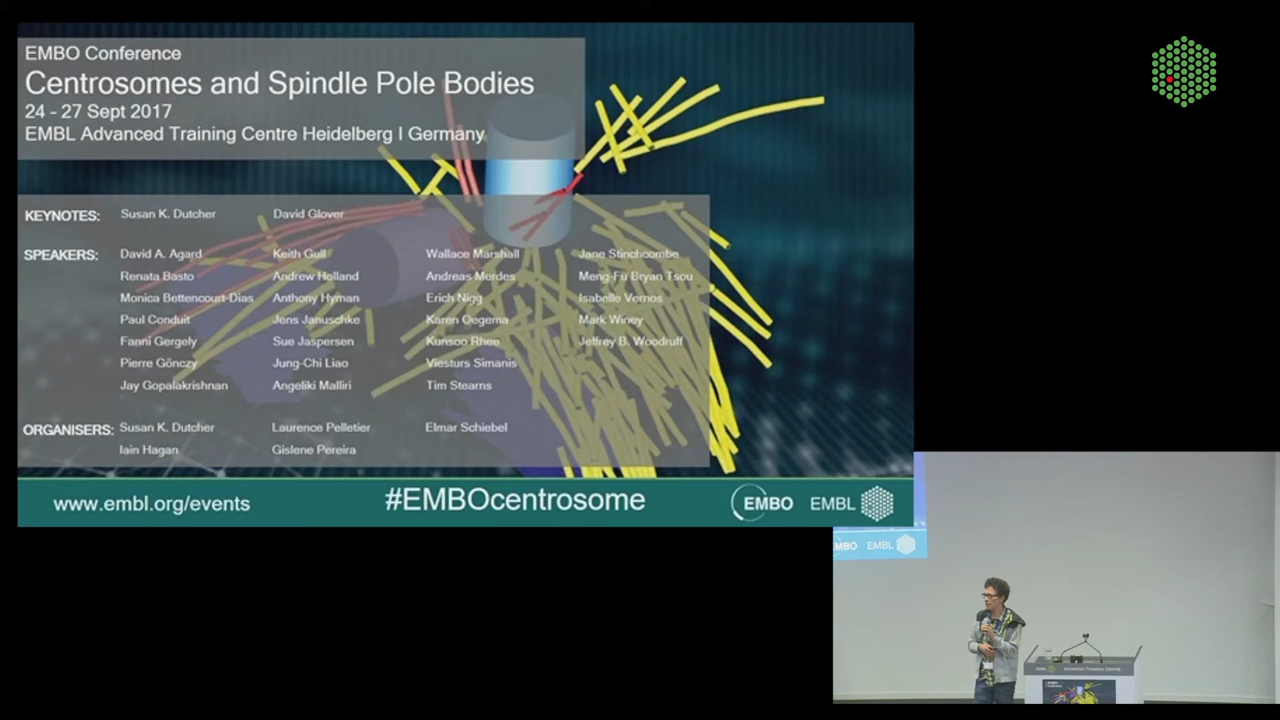 EMBO Conference
Centrosomes and Spindle Pole Bodies
24 - 27 Sept 2017
EMBL Advanced Training Centre Heidelberg I Germany
KEYNOTES: Susan K. Dutcher David Glover
SPEAKERS: David A. Agard Keith Gull Wallace Marshall Jane Stinchcombe
Renata Basto Andrew Holland Andreas Merdes Meng-Fu Bryan Tsou
Monica Bettencourt-Dias Anthony Hyman Erich Nigg Isabelle Vernos
Paul Conduit Jens Januschke Karen Oegema Mark Winey
Fanni Gergely Sue Jaspersen Kunsoo Rhee Jeffrey B. Woodruff
Pierre Gönczy Jung-Chi Liao Viesturs Simanis
Jay Gopalakrishnan Angeliki Malliri Tim Stearns
ORGANISERS: Susan K. Dutcher Laurence Pelletier Elmar Schiebel
Iain Hagan Gislene Pereira
www.embl.org/events #EMBOcentrosome EMBO EMBL
EMBL